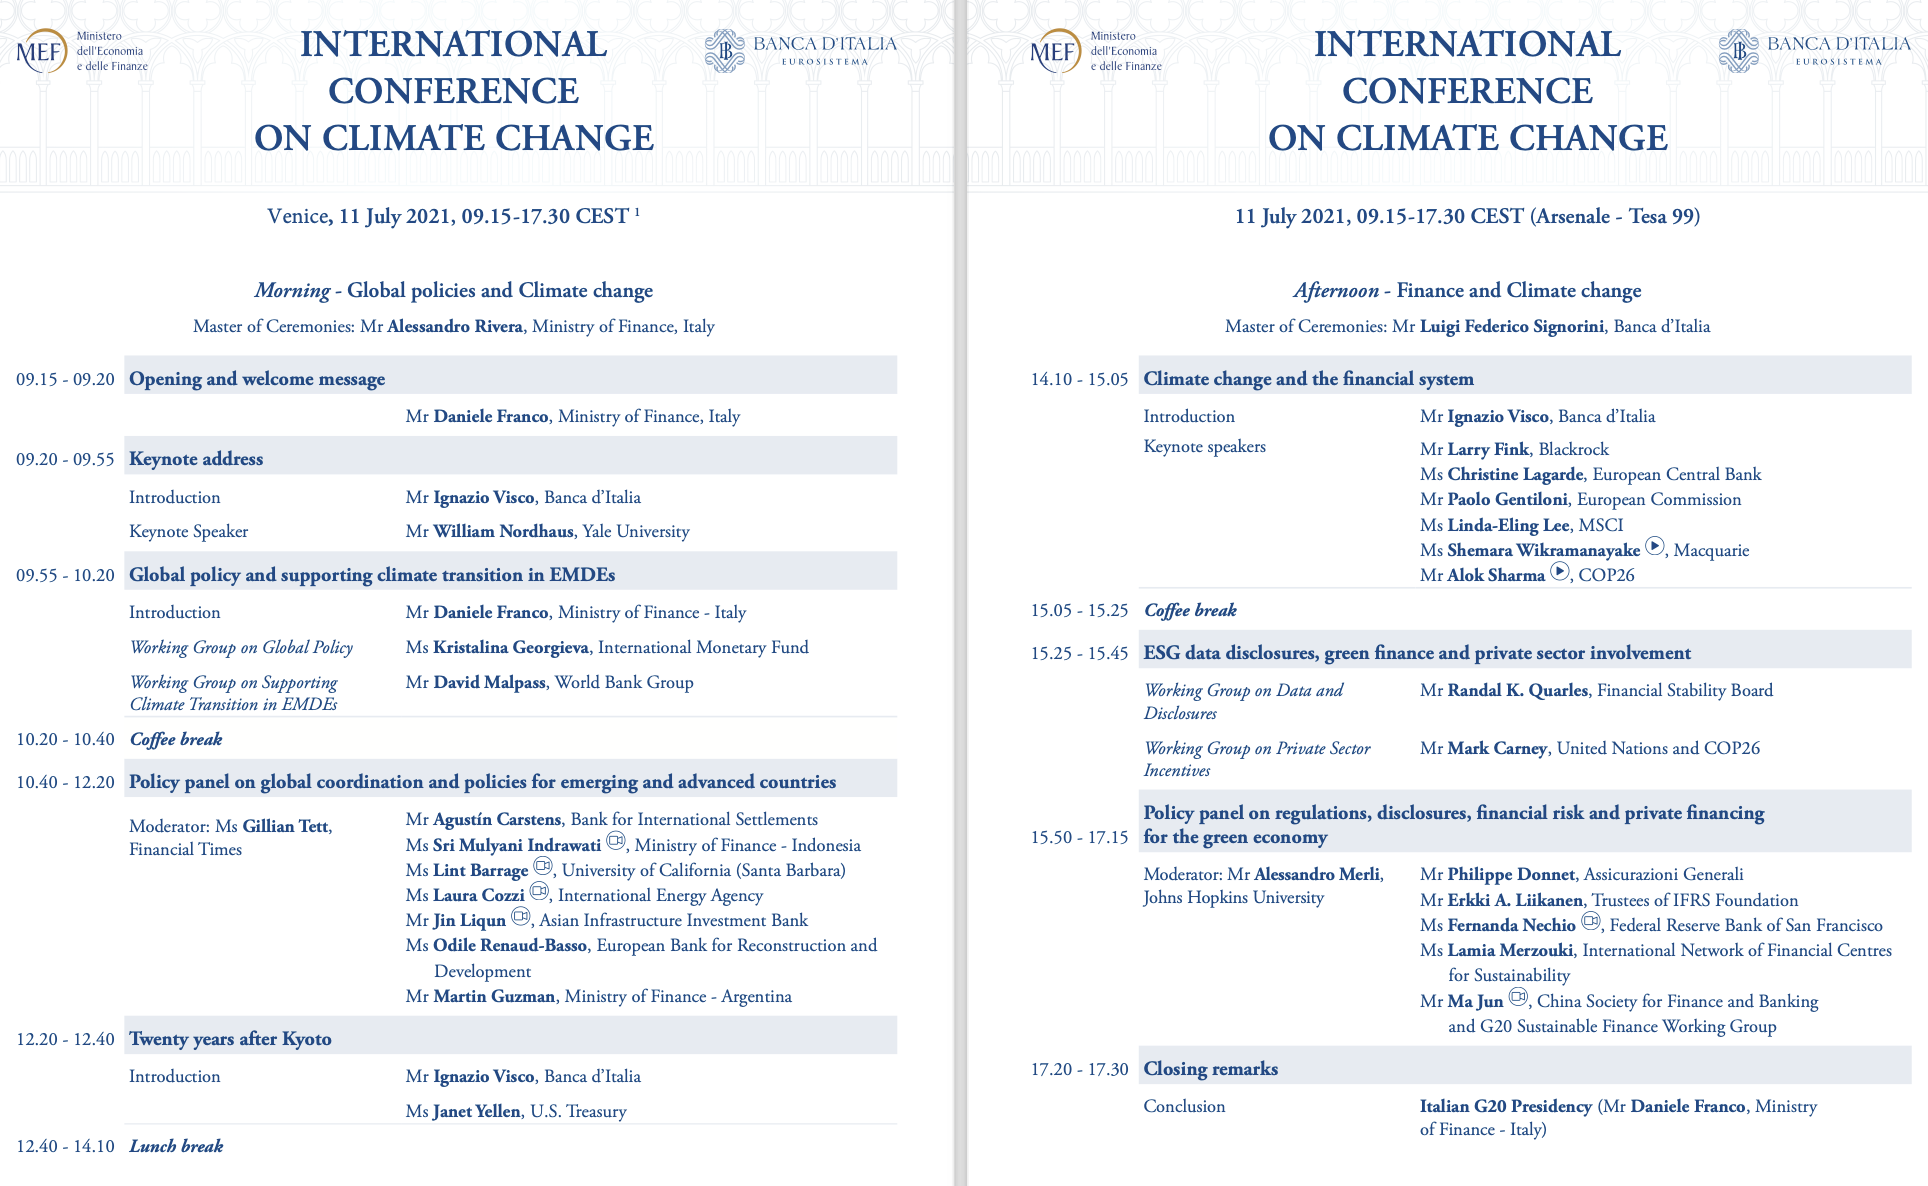 MEF
Ministero
dell'Economia
e delle Finanze
INTERNATIONAL
CONFERENCE
ON CLIMATE CHANGE
BANCA D'ITALIA
EUROSISTEMA
Venice, 11 July 2021, 09.15-17.30 CEST 1
Morning - Global policies and Climate change
Master of Ceremonies: Mr Alessandro Rivera, Ministry of Finance, Italy
09.15 - 09.20 Opening and welcome message
Mr Daniele Franco, Ministry of Finance, Italy
09.20 - 09.55 Keynote address
Introduction Mr Ignazio Visco, Banca d’Italia
Keynote Speaker Mr William Nordhaus, Yale University
09.55 - 10.20 Global policy and supporting climate transition in EMDEs
Introduction Mr Daniele Franco, Ministry of Finance - Italy
Working Group on Global Policy Ms Kristalina Georgieva, International Monetary Fund
Working Group on Supporting Mr David Malpass, World Bank Group
Climate Transition in EMDEs
10.20 - 10.40 Coffee break
10.40 - 12.20 Policy panel on global coordination and policies for emerging and advanced countries
Moderator: Ms Gillian Tett,
Financial Times
Mr Agustín Carstens, Bank for International Settlements
Ms Sri Mulyani Indrawati , Ministry of Finance - Indonesia
Ms Lint Barrage , University of California (Santa Barbara)
Ms Laura Cozzi , International Energy Agency
Mr Jin Liqun , Asian Infrastructure Investment Bank
Ms Odile Renaud-Basso, European Bank for Reconstruction and
Development
Mr Martin Guzman, Ministry of Finance - Argentina
12.20 - 12.40 Twenty years after Kyoto
Introduction Mr Ignazio Visco, Banca d’Italia
Ms Janet Yellen, U.S. Treasury
12.40 - 14.10 Lunch break
MEF
Ministero
dell'Economia
e delle Finanze
INTERNATIONAL
CONFERENCE
ON CLIMATE CHANGE
BANCA D'ITALIA
EUROSISTEMA
11 July 2021, 09.15-17.30 CEST (Arsenale - Tesa 99)
Afternoon - Finance and Climate change
Master of Ceremonies: Mr Luigi Federico Signorini, Banca d’Italia
14.10 - 15.05 Climate change and the financial system
Introduction Mr Ignazio Visco, Banca d’Italia
Keynote speakers Mr Larry Fink, Blackrock
Ms Christine Lagarde, European Central Bank
Mr Paolo Gentiloni, European Commission
Ms Linda-Eling Lee, MSCI
Ms Shemara Wikramanayake , Macquarie
Mr Alok Sharma , COP26
15.05 - 15.25 Coffee break
15.25 - 15.45 ESG data disclosures, green finance and private sector involvement
Working Group on Data and Mr Randal K. Quarles, Financial Stability Board
Disclosures
Working Group on Private Sector Mr Mark Carney, United Nations and COP26
Incentives
Policy panel on regulations, disclosures, financial risk and private financing
15.50 - 17.15 for the green economy
Moderator: Mr Alessandro Merli,
Johns Hopkins University
Mr Philippe Donnet, Assicurazioni Generali
Mr Erkki A. Liikanen, Trustees of IFRS Foundation
Ms Fernanda Nechio , Federal Reserve Bank of San Francisco
Ms Lamia Merzouki, International Network of Financial Centres
for Sustainability
Mr Ma Jun , China Society for Finance and Banking
and G20 Sustainable Finance Working Group
17.20 - 17.30 Closing remarks
Conclusion Italian G20 Presidency (Mr Daniele Franco, Ministry
of Finance - Italy)